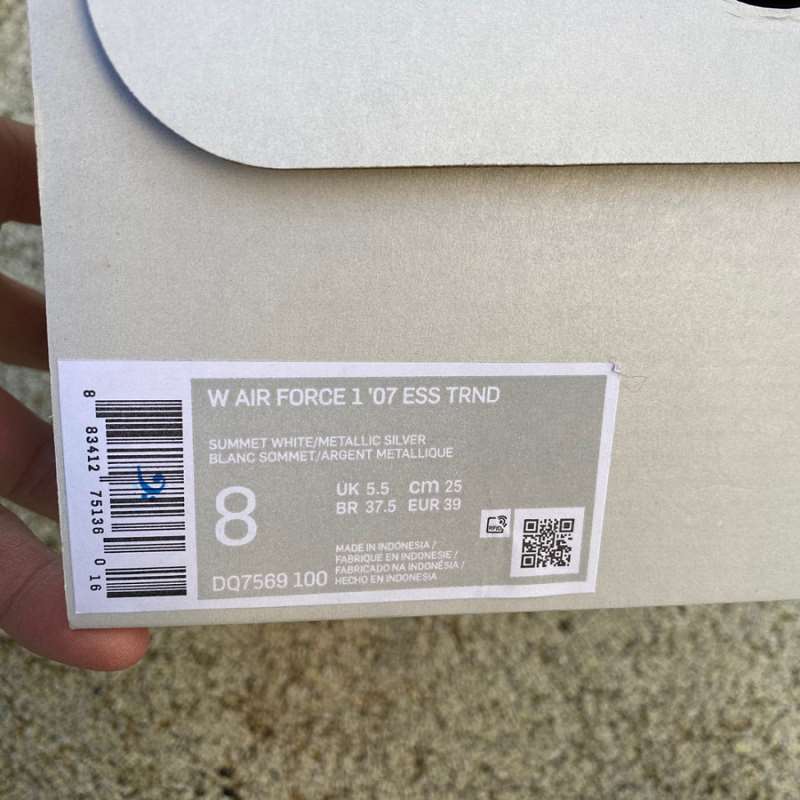 W AIR FORCE 1 '07 ESS TRND
SUMMET WHITE/METALLIC SILVER
BLANC SOMMET/ARGENT METALLIQUE
8
UK 5.5 cm 25
BR 37.5 EUR 39
DQ7569 100
MADE IN INDONESIA /
FABRIQUE EN INDONESIE /
FABRICADO NA INDONÉSIA /
HECHO EN INDONESIA
8 83412 75136 0 16